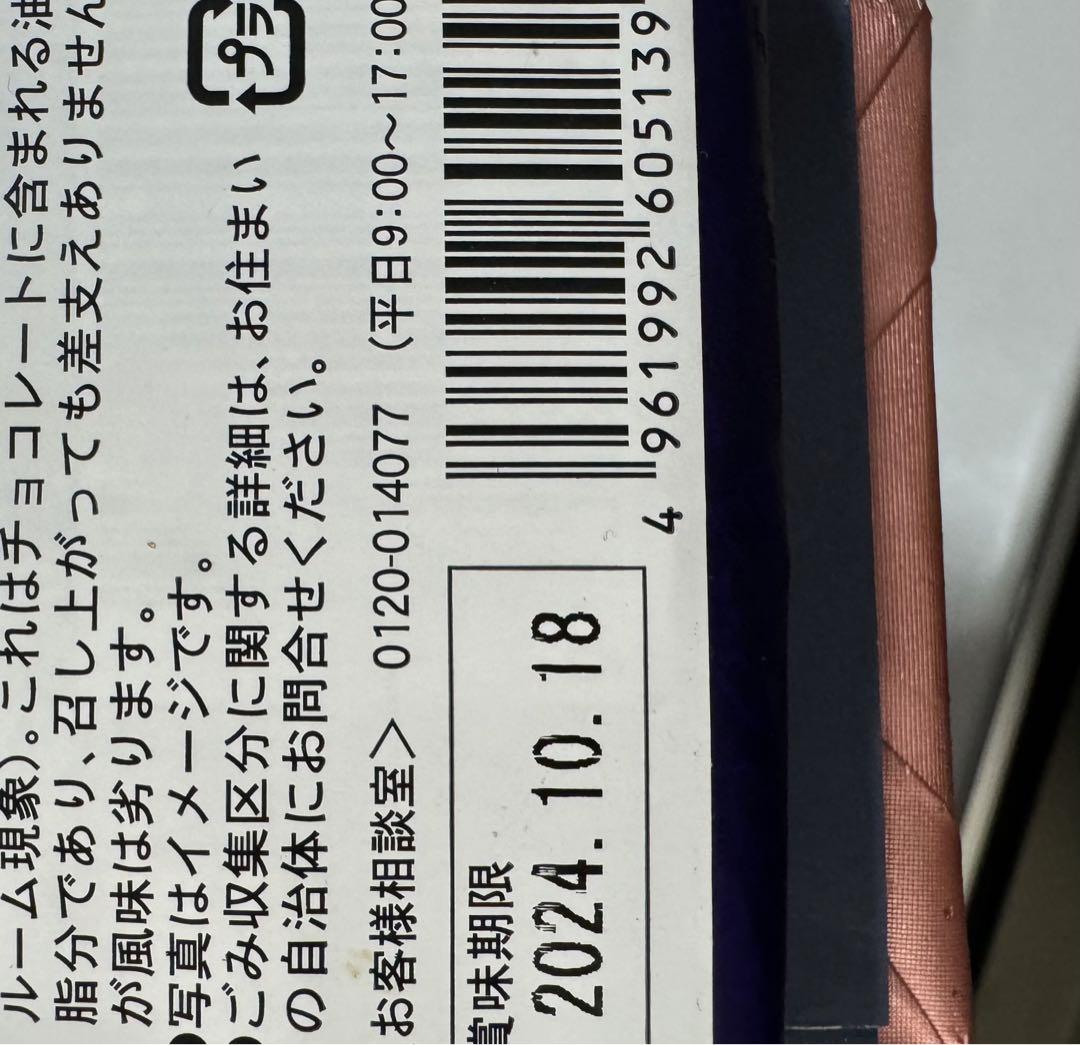 ルーム現象)。これはチョコレートに含まれる油
脂分であり、召し上がっても差支えありません
が風味は劣ります。
●写真はイメージです。
●ごみ収集区分に関する詳細は、お住まい
の自治体にお問合せください。
プラ
お客様相談室＞ 0120-014077 (平日9:00～17:00
賞味期限
2024.10.18
4 961992 605139